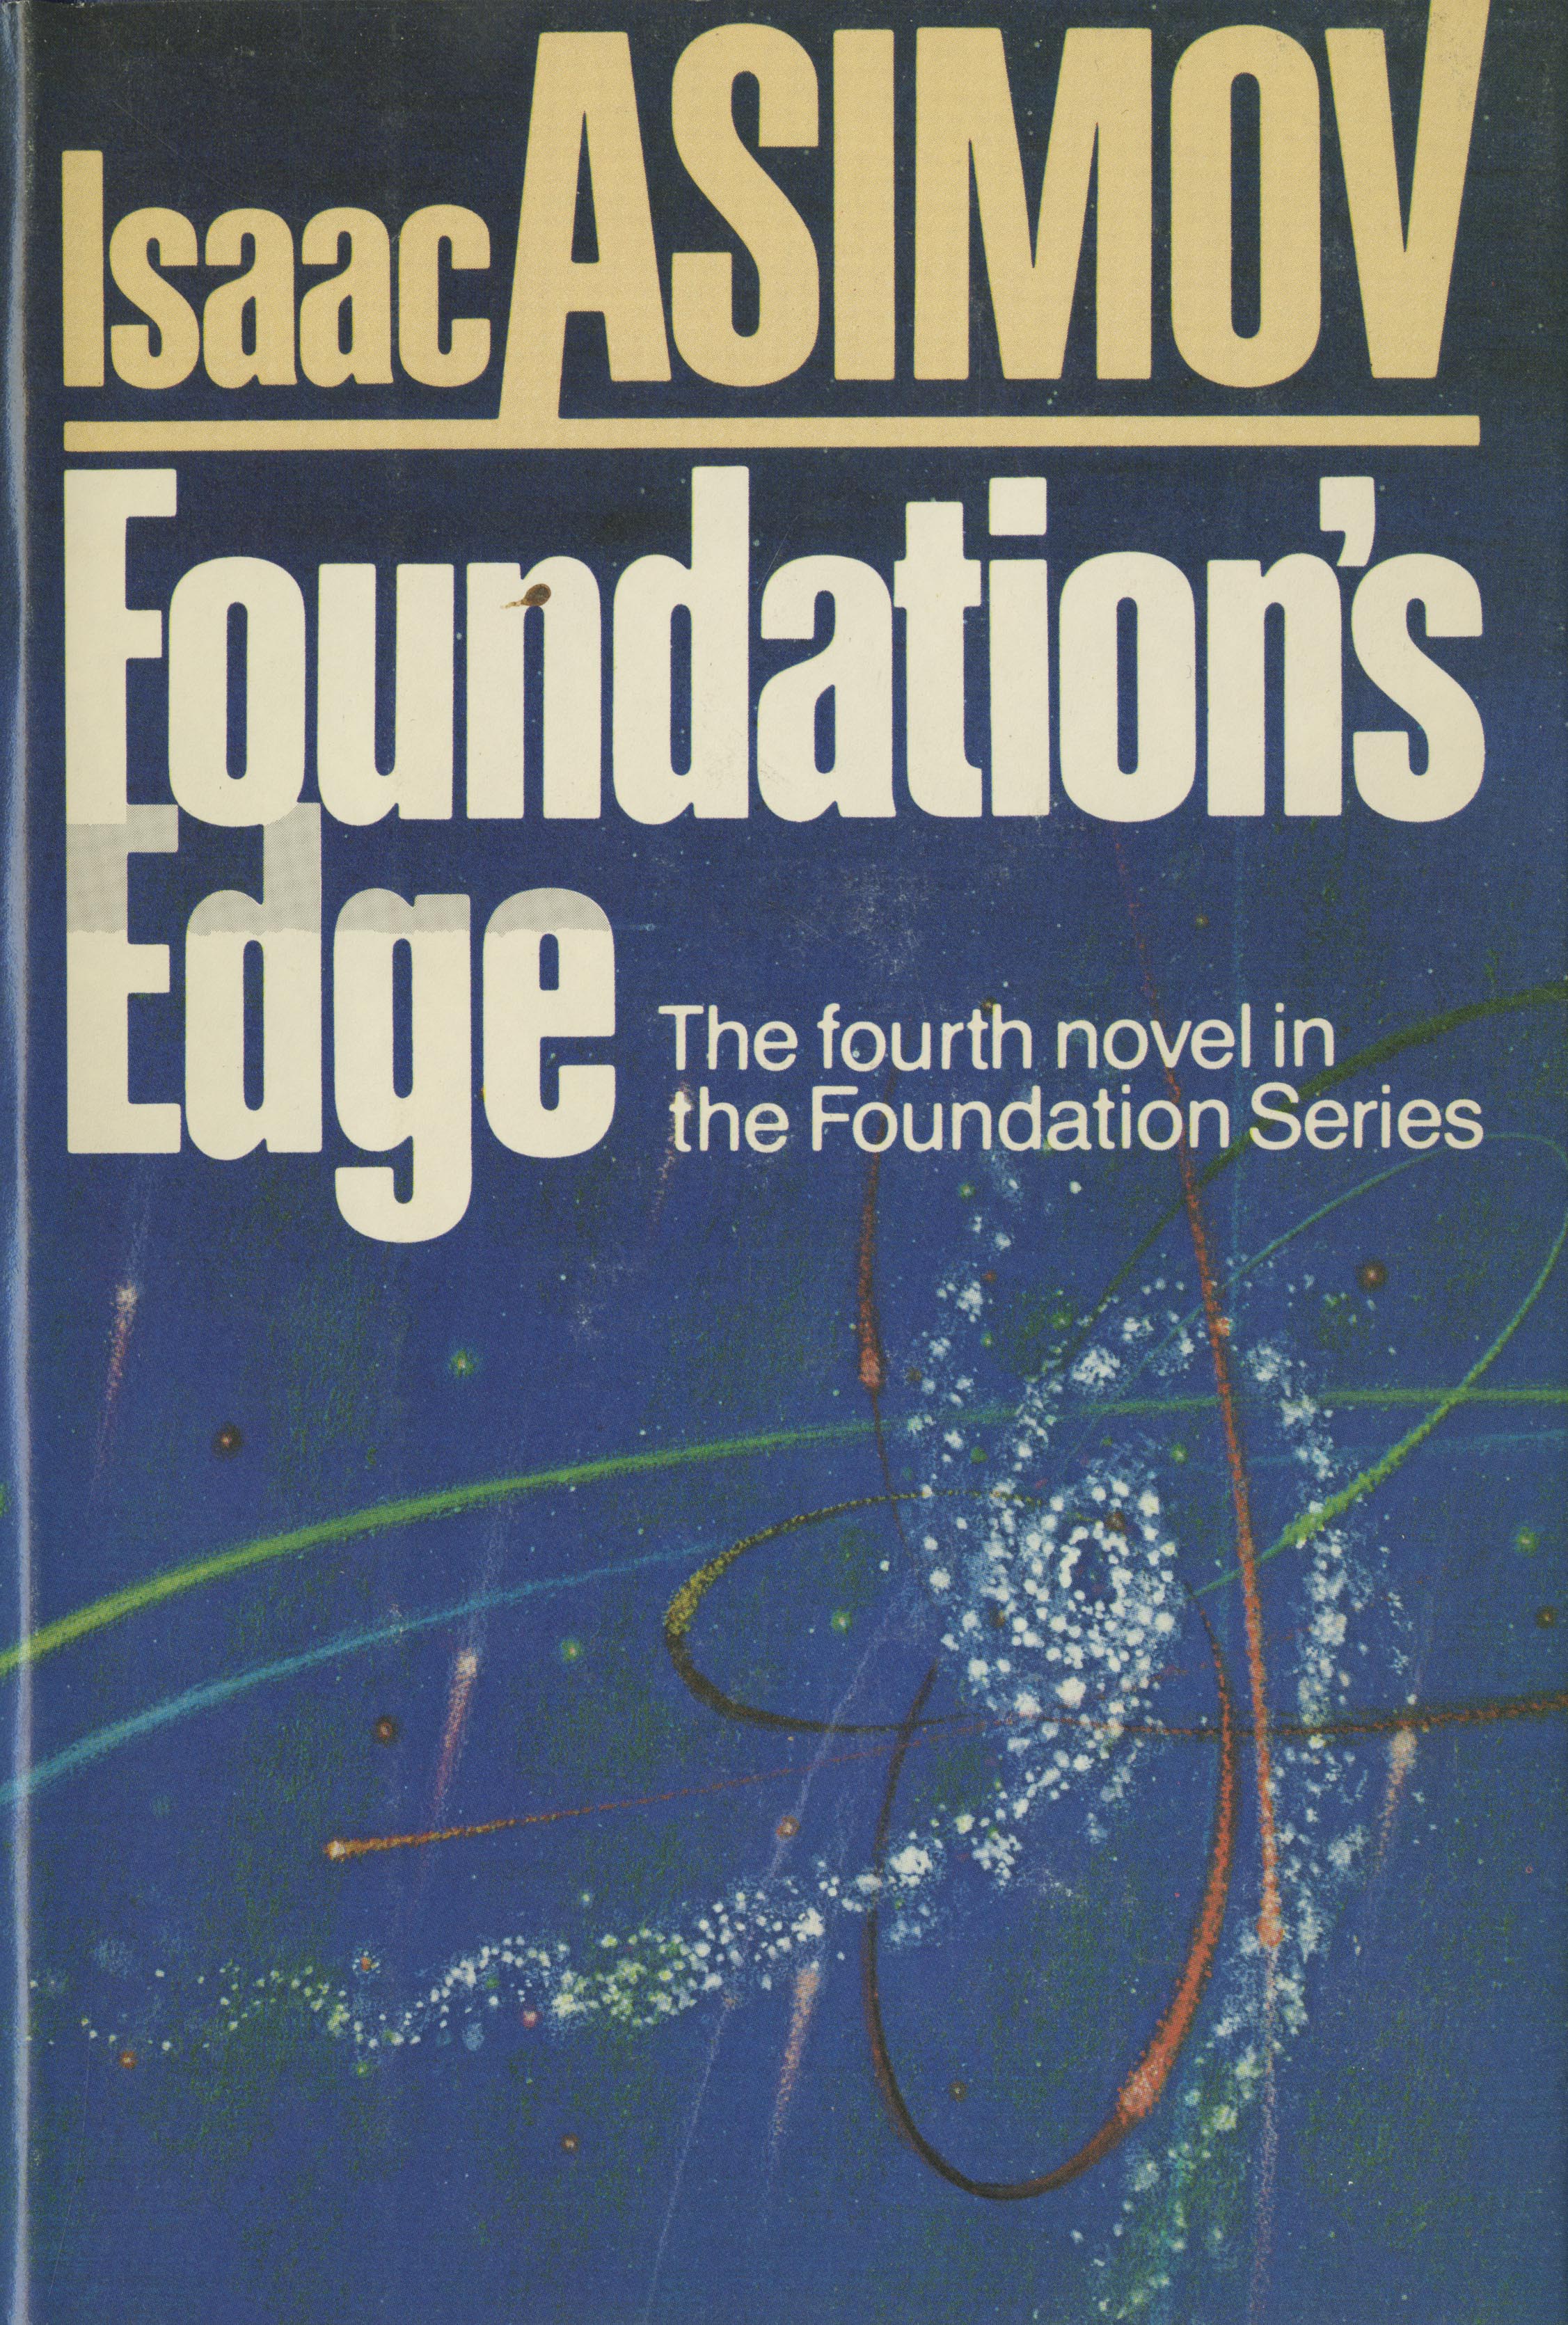 Isaac ASIMOV
Foundation's
Edge
The fourth novel in
the Foundation Series